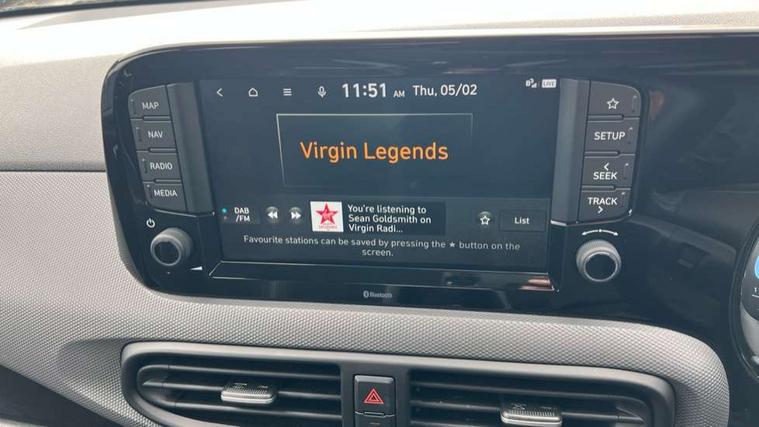 11:51 AM Thu, 05/02
LIVE
MAP
NAV
RADIO
MEDIA
Virgin Legends
DAB
/FM
You're listening to
Sean Goldsmith on
Virgin Radi...
List
Favourite stations can be saved by pressing the ★ button on the
screen.
SETUP
<
SEEK
TRACK
>
Bluetooth